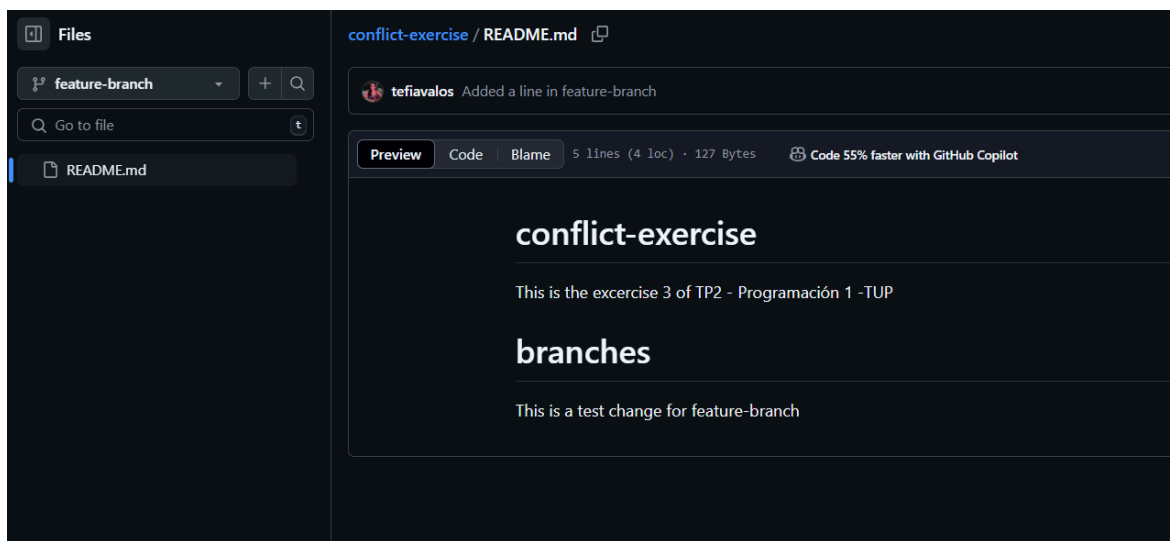 Files
conflict-exercise / README.md
feature-branch
tefiavalos Added a line in feature-branch
Go to file t
Preview Code Blame 5 lines (4 loc) · 127 Bytes Code 55% faster with GitHub Copilot
README.md
conflict-exercise
This is the excercise 3 of TP2 - Programación 1 -TUP
branches
This is a test change for feature-branch